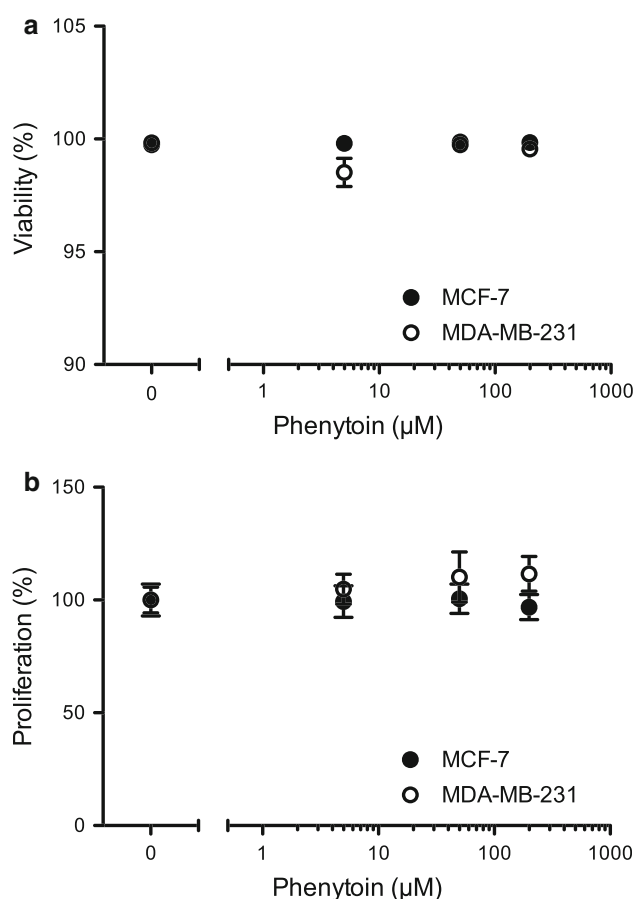 a
105
100
95
90
Viability (%)
MCF-7
MDA-MB-231
0 1 10 100 1000
Phenytoin (µM)
b
150
100
50
0
Proliferation (%)
MCF-7
MDA-MB-231
0 1 10 100 1000
Phenytoin (µM)